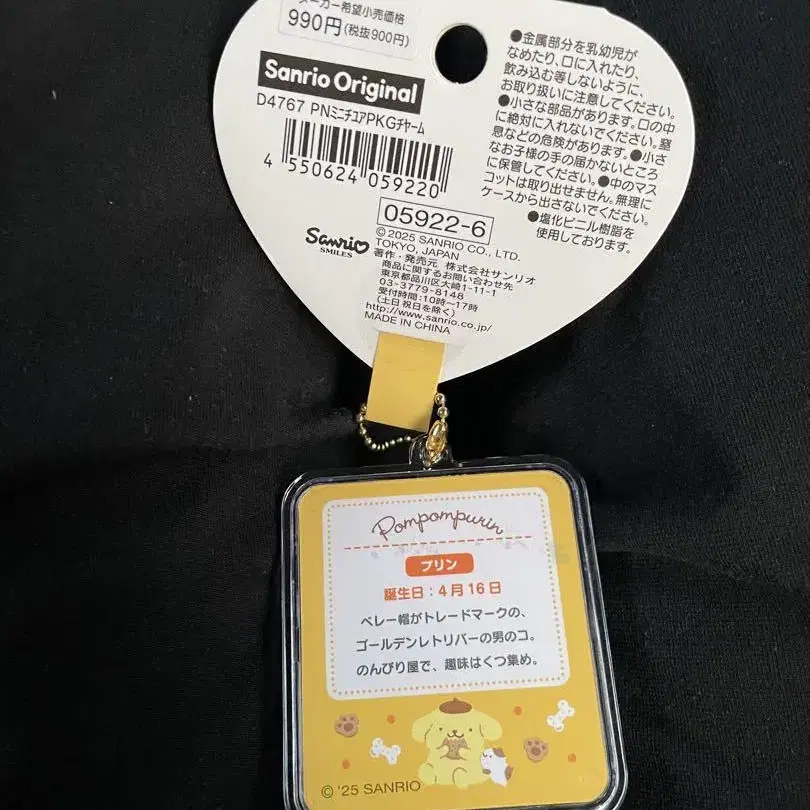 ーカー希望小売価格
990円(税抜900円)
Sanrio Original
D4767 PNミニチュアPKGチャーム
4 550624 059220
05922-6
Sanrio
SMILES
© 2025 SANRIO CO., LTD.
TOKYO, JAPAN
著作・発売元 株式会社サンリオ
商品に関するお問い合わせ先
東京都品川区大崎1-11-1
03-3779-8148
受付時間:10時〜17時
(土日祝日を除く)
http://www.sanrio.co.jp/
MADE IN CHINA
●金属部分を乳幼児が
なめたり、口に入れたり、
飲み込む等しないように、
お取り扱いに注意してください。
●小さな部品があります。口の中
に絶対に入れないでください。窒
息などの危険があります。●小さ
なお子様の手の届かないところ
に保管してください。●中のマス
コットは取り出せません。無理に
ケースから出さないでください。
●塩化ビニル樹脂を
使用しております。
Pompompurin
プリン
誕生日:4月16日
ベレー帽がトレードマークの、
ゴールデンレトリバーの男のコ。
のんびり屋で、趣味はくつ集め。
© '25 SANRIO